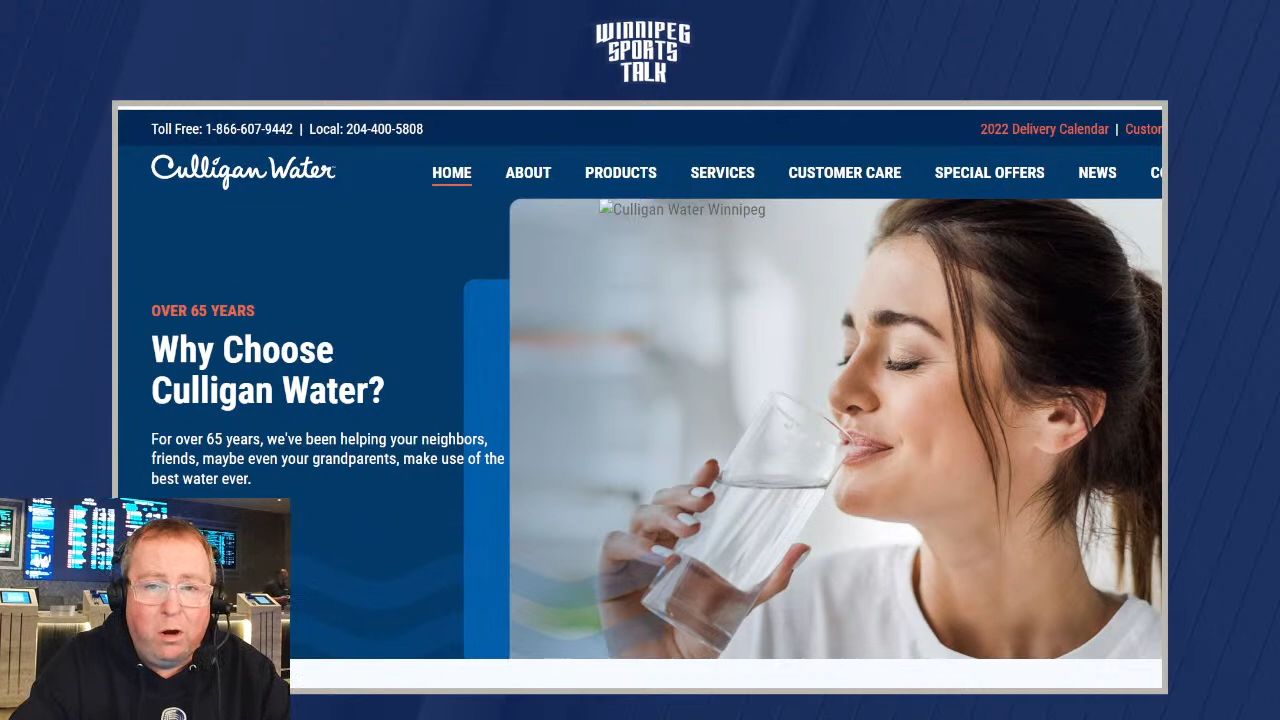 WINNIPEG
SPORTS
TALK
Toll Free: 1-866-607-9442 | Local: 204-400-5808
2022 Delivery Calendar | Custom
Culligan Water
HOME
ABOUT
PRODUCTS
SERVICES
CUSTOMER CARE
SPECIAL OFFERS
NEWS
Culligan Water Winnipeg
OVER 65 YEARS
Why Choose
Culligan Water?
For over 65 years, we've been helping your neighbors,
friends, maybe even your grandparents, make use of the
best water ever.